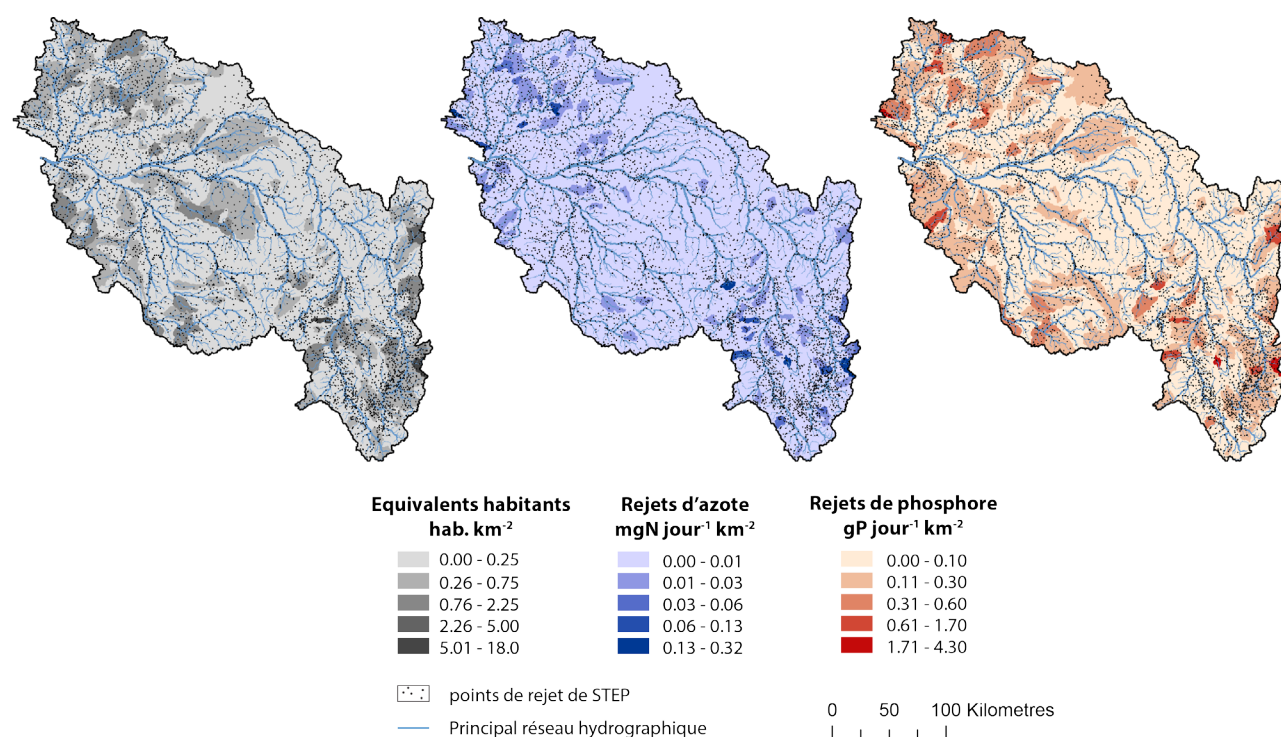 Equivalents habitants
hab. km-2
0.00 - 0.25
0.26 - 0.75
0.76 - 2.25
2.26 - 5.00
5.01 - 18.0
Rejets d’azote
mgN jour-1 km-2
0.00 - 0.01
0.01 - 0.03
0.03 - 0.06
0.06 - 0.13
0.13 - 0.32
Rejets de phosphore
gP jour-1 km-2
0.00 - 0.10
0.11 - 0.30
0.31 - 0.60
0.61 - 1.70
1.71 - 4.30
points de rejet de STEP
Principal réseau hydrographique
0 50 100 Kilometres